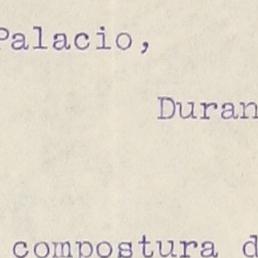 Palacio,
Duran
compostura d